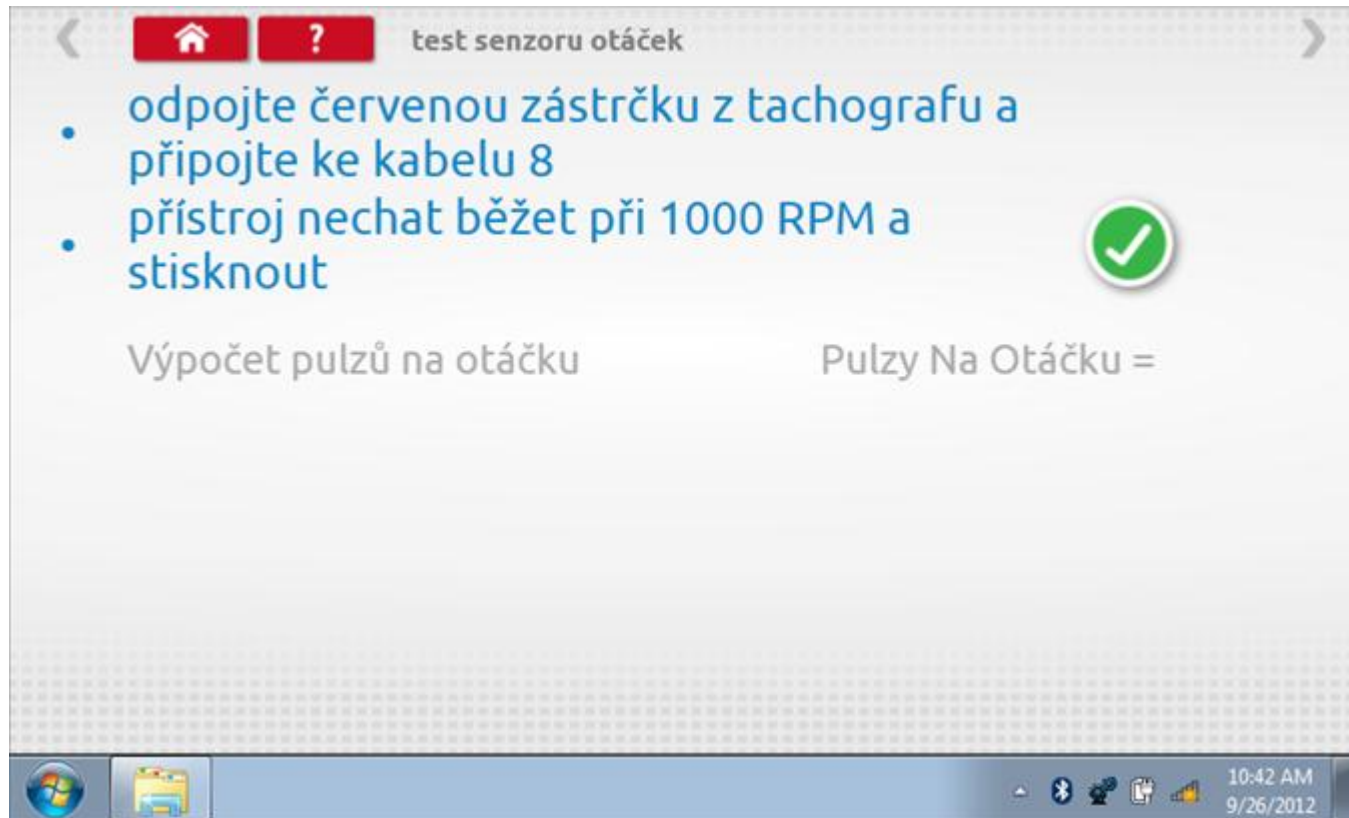 ? test senzoru otáček
odpojte červenou zástrčku z tachografu a
připojte ke kabelu 8
přístroj nechat běžet při 1000 RPM a
stisknout
Výpočet pulzů na otáčku Pulzy Na Otáčku =
10:42 AM
9/26/2012